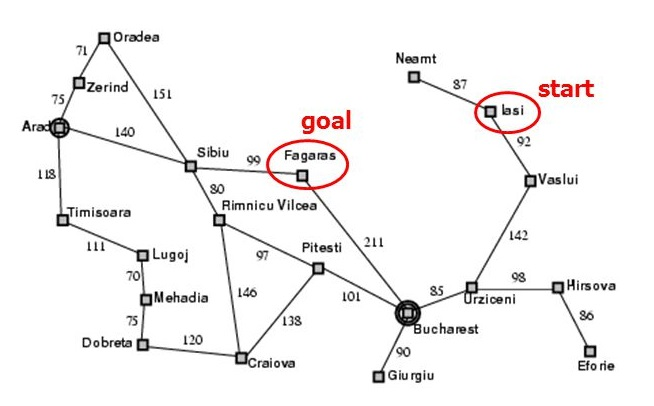 Oradea
71
Neamt
Zerind
87
start
75
151
Iasi
goal
Arad
140
92
Sibiu
Fagaras
99
118
80
Vaslui
Rimnicu Vilcea
Timisoara
211
142
111
Pitesti
Lugoj
97
98
70
85
Hirsova
146
101
Urziceni
Mehadia
86
138
75
Bucharest
Dobreta
120
90
Craiova
Eforie
Giurgiu